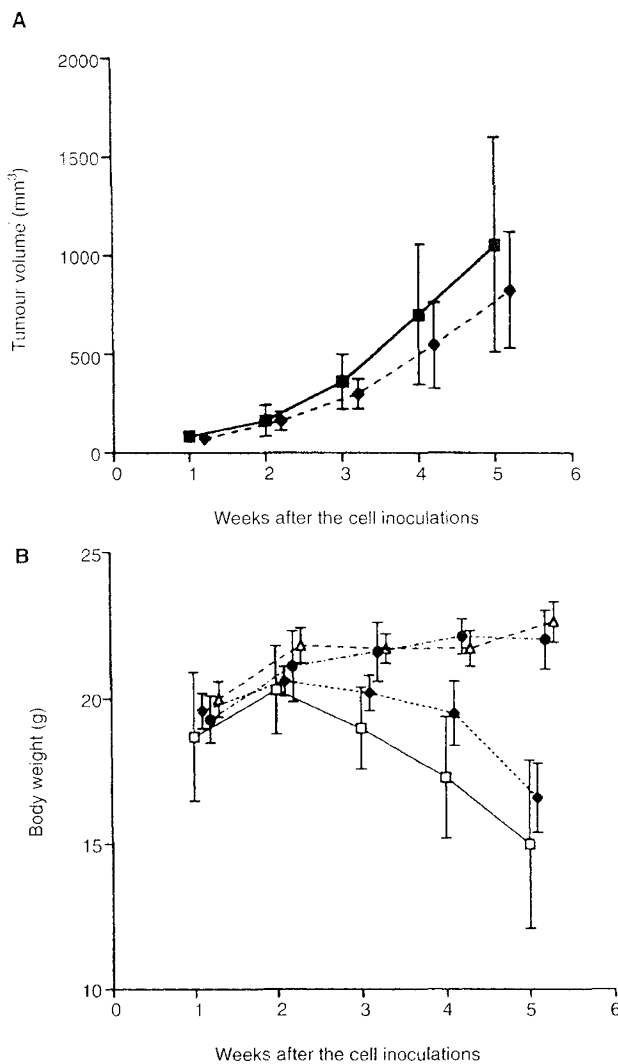 A
2000
1500
1000
500
0
Tumour volume (mm³)
0 1 2 3 4 5 6
Weeks after the cell inoculations
B
25
20
15
10
Body weight (g)
0 1 2 3 4 5 6
Weeks after the cell inoculations